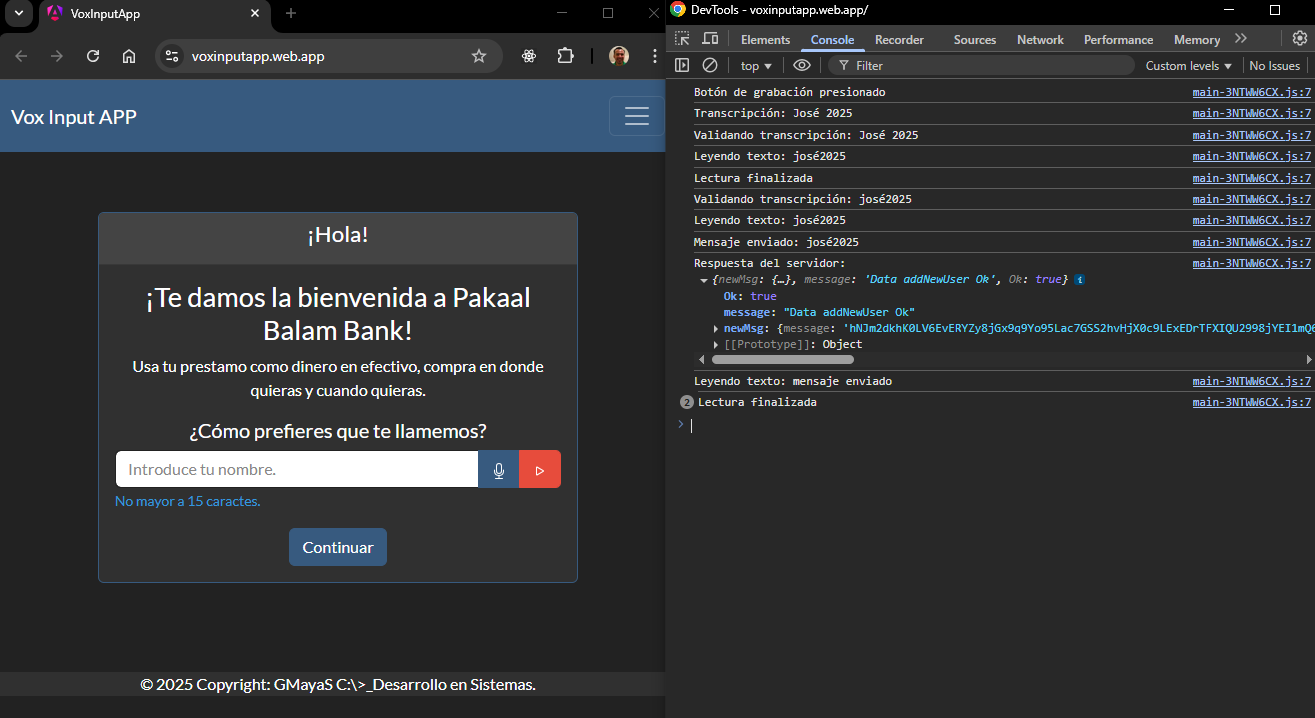 VoxInputApp
voxinputapp.web.app
Vox Input APP
¡Hola!
¡Te damos la bienvenida a Pakaal
Balam Bank!
Usa tu prestamo como dinero en efectivo, compra en donde
quieras y cuando quieras.
¿Cómo prefieres que te llamemos?
Introduce tu nombre.
No mayor a 15 caractes.
Continuar
© 2025 Copyright: GMayaS C:\>_Desarrollo en Sistemas.
DevTools - voxinputapp.web.app/
Elements Console Recorder Sources Network Performance Memory
top Filter Custom levels No Issues
Botón de grabación presionado main-3NTWW6CX.js:7
Transcripción: José 2025 main-3NTWW6CX.js:7
Validando transcripción: José 2025 main-3NTWW6CX.js:7
Leyendo texto: josé2025 main-3NTWW6CX.js:7
Lectura finalizada main-3NTWW6CX.js:7
Validando transcripción: josé2025 main-3NTWW6CX.js:7
Leyendo texto: josé2025 main-3NTWW6CX.js:7
Mensaje enviado: josé2025 main-3NTWW6CX.js:7
Respuesta del servidor: main-3NTWW6CX.js:7
{newMsg: {…}, message: 'Data addNewUser Ok', Ok: true} i
Ok: true
message: "Data addNewUser Ok"
newMsg: {message: 'hNJm2dkhK0LV6EvERYZy8jGx9q9Yo95Lac7GSS2hvHjX0c9LExEDrTFXIQU2998jYEI1mQ6
[[Prototype]]: Object
Leyendo texto: mensaje enviado main-3NTWW6CX.js:7
2 Lectura finalizada main-3NTWW6CX.js:7